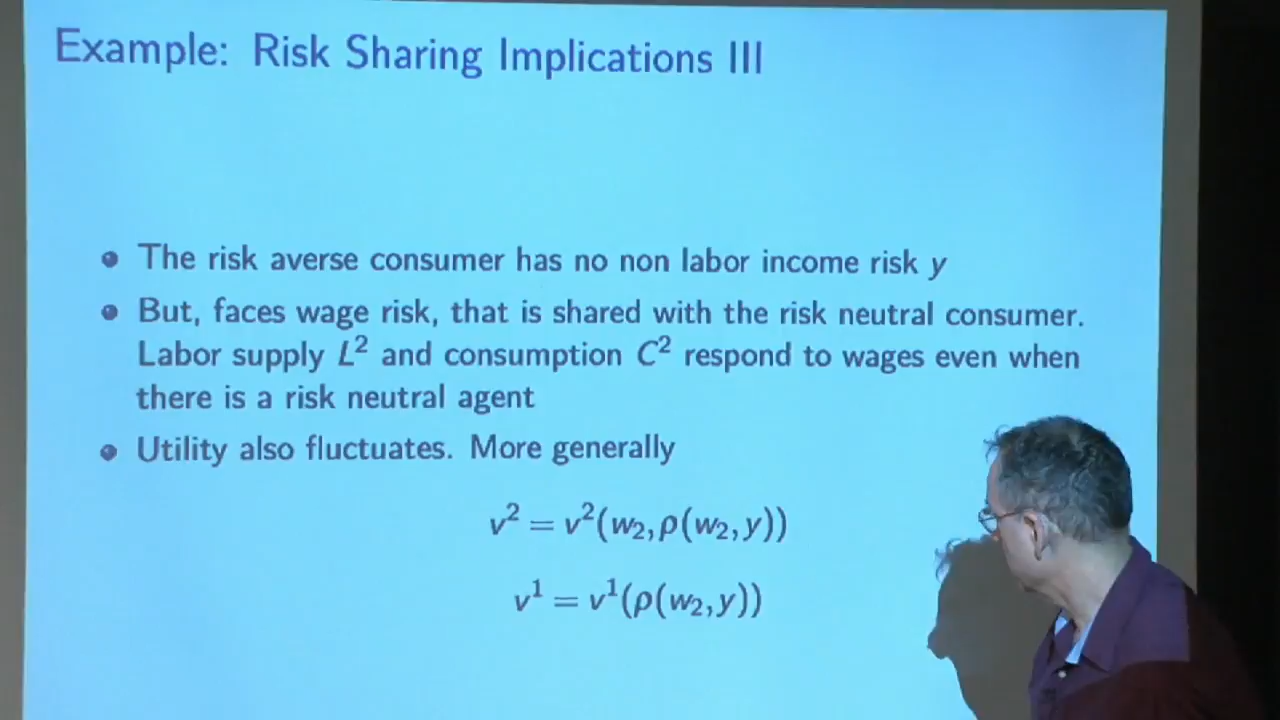 Example: Risk Sharing Implications III
The risk averse consumer has no non labor income risk y
But, faces wage risk, that is shared with the risk neutral consumer.
Labor supply L² and consumption C² respond to wages even when
there is a risk neutral agent
Utility also fluctuates. More generally
v² = v²(w₂, ρ(w₂, y))
v¹ = v¹(ρ(w₂, y))